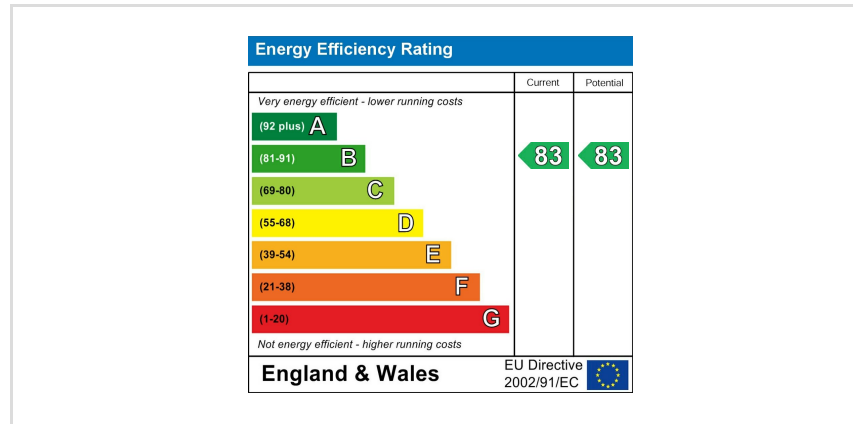 Energy Efficiency Rating
Current Potential
Very energy efficient - lower running costs
(92 plus) A
(81-91) B 83 83
(69-80) C
(55-68) D
(39-54) E
(21-38) F
(1-20) G
Not energy efficient - higher running costs
England & Wales
EU Directive
2002/91/EC